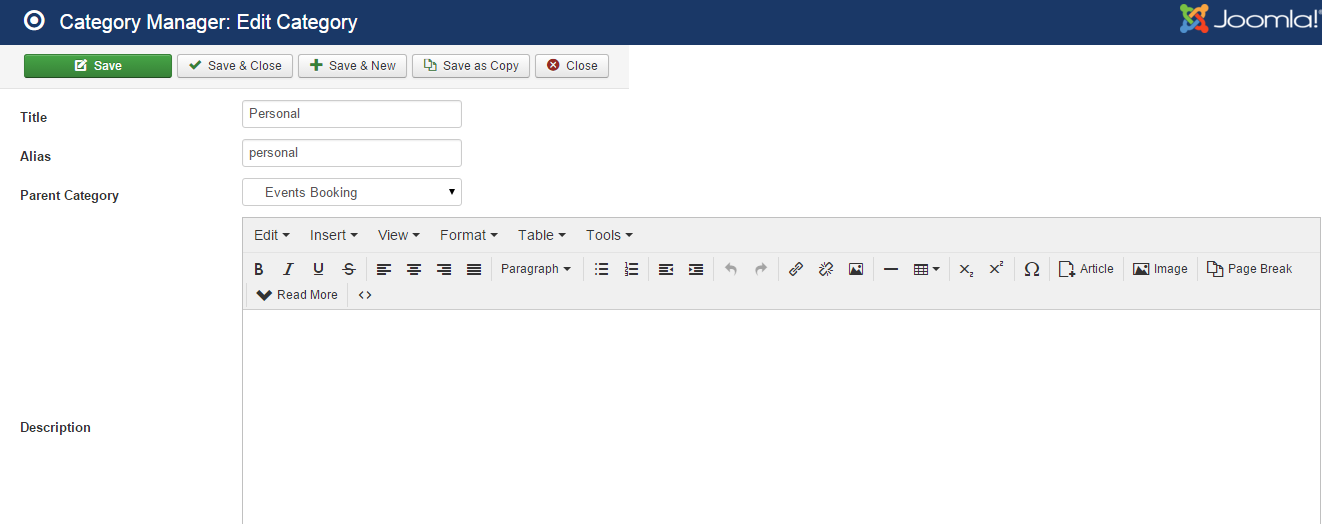 Category Manager: Edit Category Joomla!®
Save Save & Close Save & New Save as Copy Close
Title Personal
Alias personal
Parent Category Events Booking
Edit Insert View Format Table Tools
B I U S Paragraph Article Image Page Break
Read More
Description